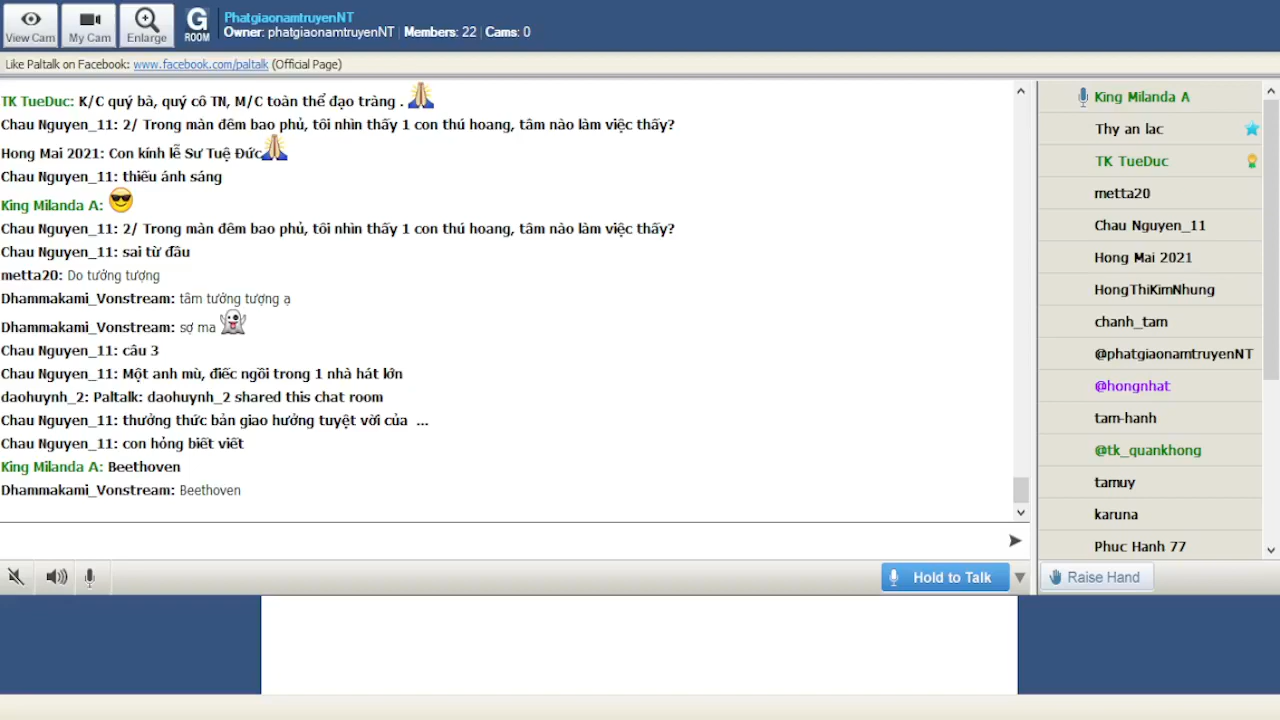 View Cam
My Cam
Enlarge
G
ROOM
PhatgiaonamtruyenNT
Owner: phatgiaonamtruyenNT | Members: 22 | Cams: 0
Like Paltalk on Facebook: www.facebook.com/paltalk (Official Page)
TK TueDuc: K/C quý bà, quý cô TN, M/C toàn thể đạo tràng .
Chau Nguyen_11: 2/ Trong màn đêm bao phủ, tôi nhìn thấy 1 con thú hoang, tâm nào làm việc thấy?
Hong Mai 2021: Con kính lễ Sư Tuệ Đức
Chau Nguyen_11: thiếu ánh sáng
King Milanda A:
Chau Nguyen_11: 2/ Trong màn đêm bao phủ, tôi nhìn thấy 1 con thú hoang, tâm nào làm việc thấy?
Chau Nguyen_11: sai từ đâu
metta20: Do tưởng tượng
Dhammakami_Vonstream: tâm tưởng tượng ạ
Dhammakami_Vonstream: sợ ma
Chau Nguyen_11: câu 3
Chau Nguyen_11: Một anh mù, điếc ngồi trong 1 nhà hát lớn
daohuynh_2: Paltalk: daohuynh_2 shared this chat room
Chau Nguyen_11: thưởng thức bản giao hưởng tuyệt vời của ...
Chau Nguyen_11: con hỏng biết viết
King Milanda A: Beethoven
Dhammakami_Vonstream: Beethoven
Hold to Talk
King Milanda A
Thy an lac
TK TueDuc
metta20
Chau Nguyen_11
Hong Mai 2021
HongThiKimNhung
chanh_tam
@phatgiaonamtruyenNT
@hongnhat
tam-hanh
@tk_quankhong
tamuy
karuna
Phuc Hanh 77
Raise Hand